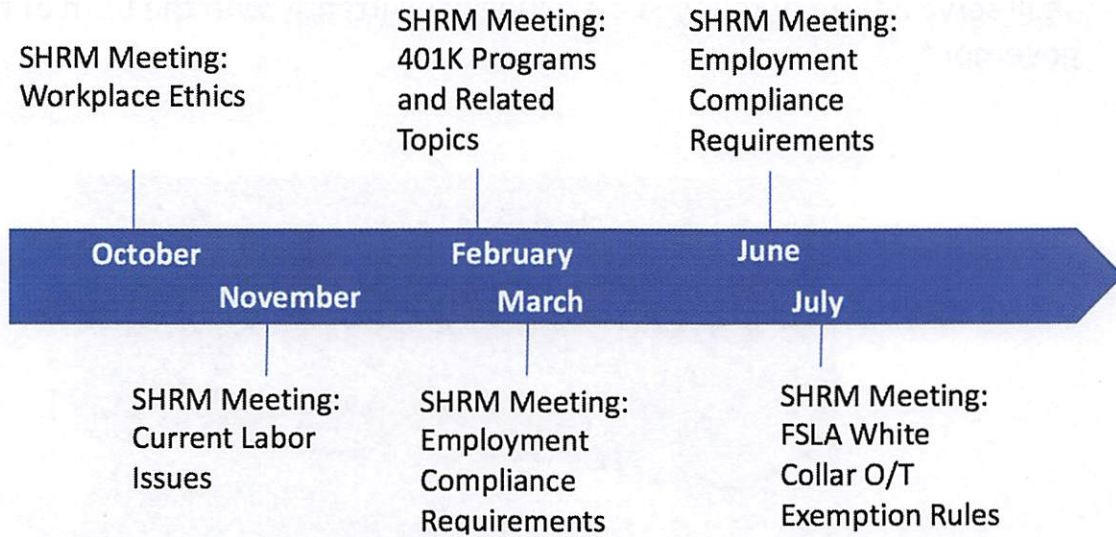 SHRM Meeting:
Workplace Ethics
SHRM Meeting:
401K Programs
and Related
Topics
SHRM Meeting:
Employment
Compliance
Requirements
October
February
June
November
March
July
SHRM Meeting:
Current Labor
Issues
SHRM Meeting:
Employment
Compliance
Requirements
SHRM Meeting:
FSLA White
Collar O/T
Exemption Rules